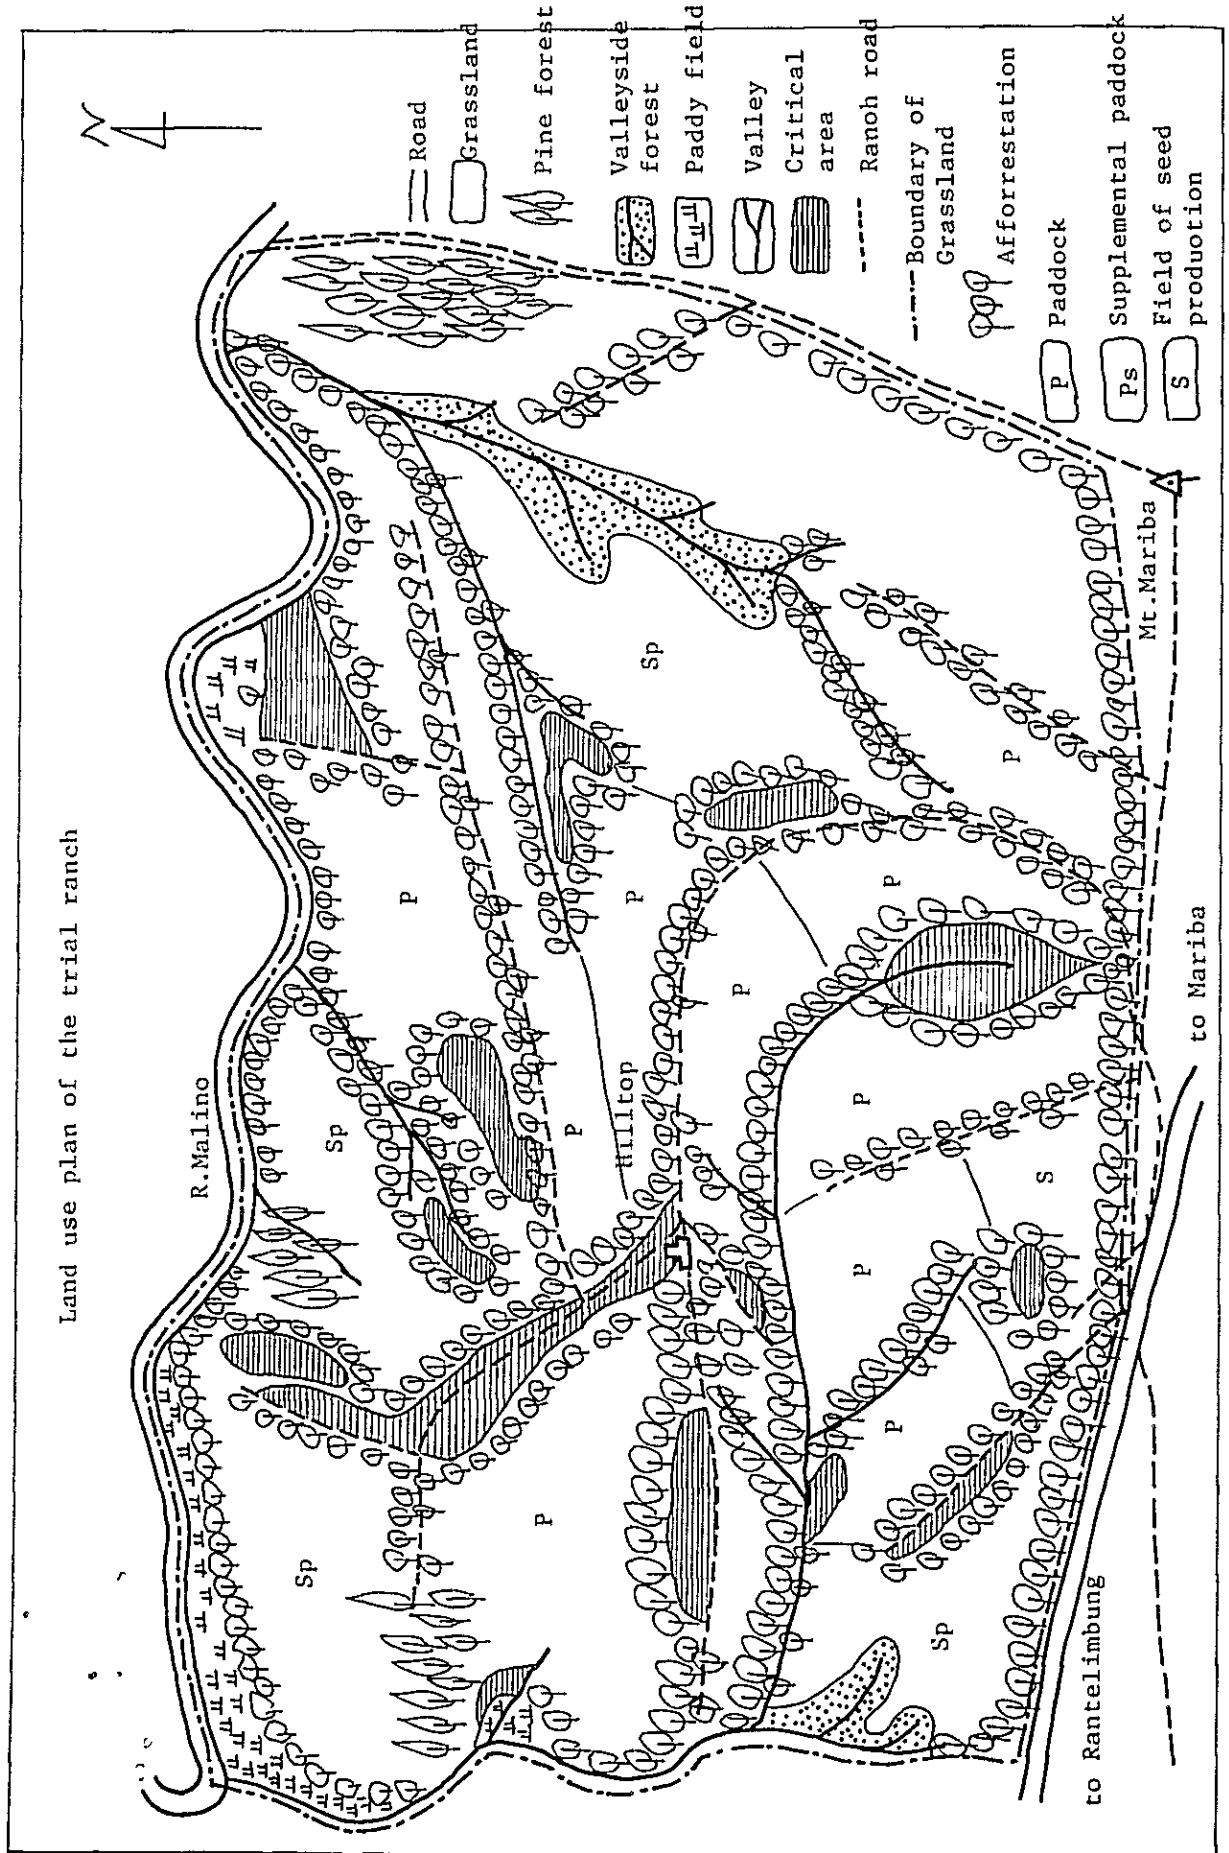 Land use plan of the trial ranch
N
R.Malino
Sp
Sp
P
P
P
Hilltop
P
P
Sp
P
P
P
P
P
P
S
Sp
Mt.Mariba
to Rantelimbung
to Mariba
Road
Grassland
Pine forest
Valleyside
forest
Paddy field
Valley
Critical
area
Ranoh road
Boundary of
Grassland
Afforrestation
P Paddock
Ps Supplemental paddock
S Field of seed
produtION